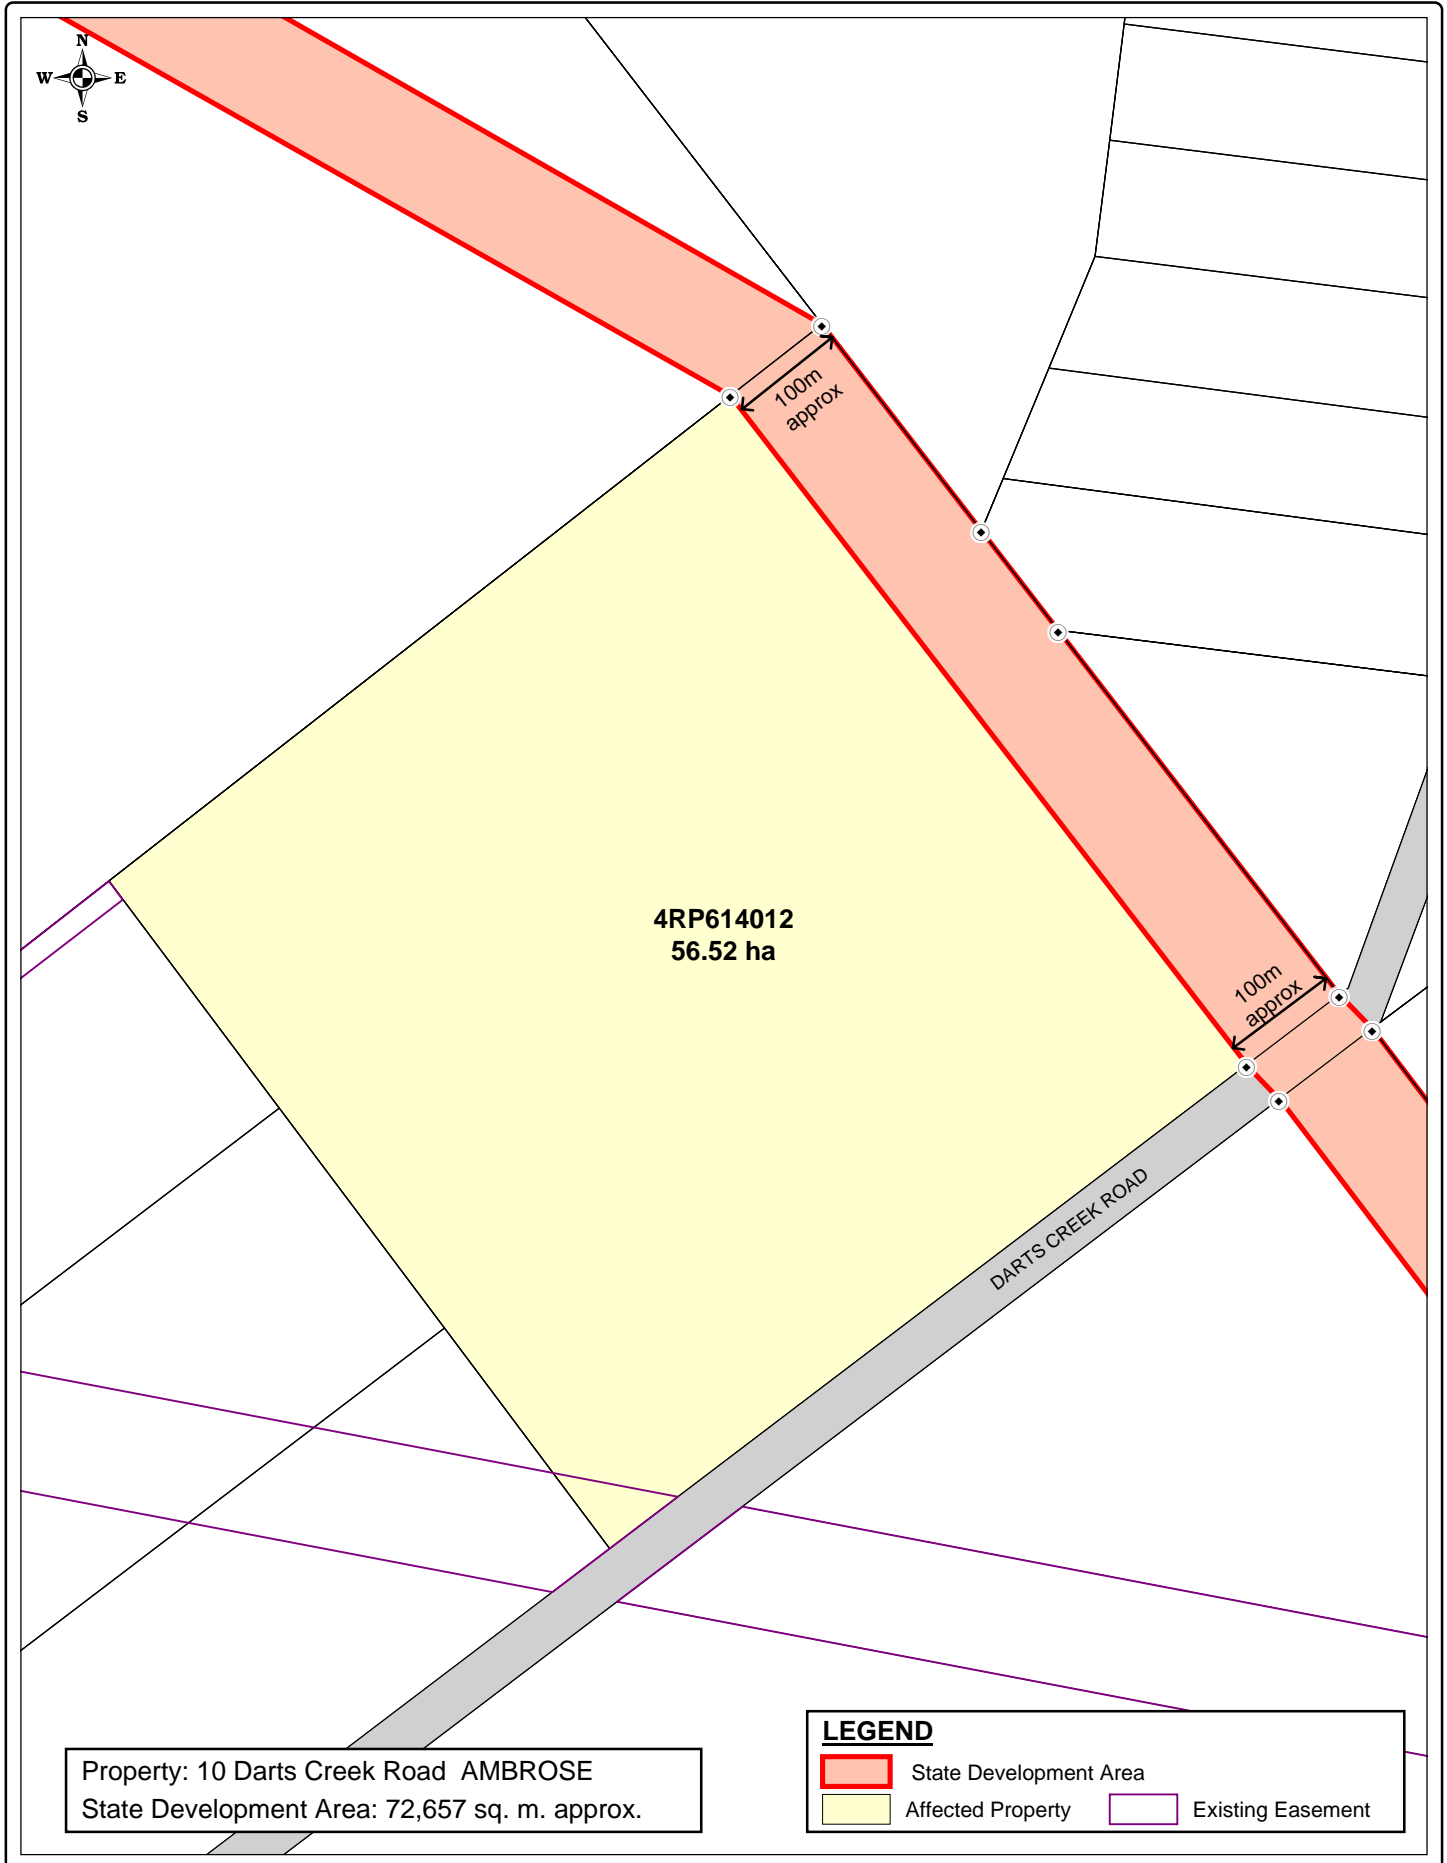 N
W E
S
100m
approx
4RP614012
56.52 ha
100m
approx
DARTS CREEK ROAD
Property: 10 Darts Creek Road AMBROSE
State Development Area: 72,657 sq. m. approx.
LEGEND
State Development Area
Affected Property
Existing Easement